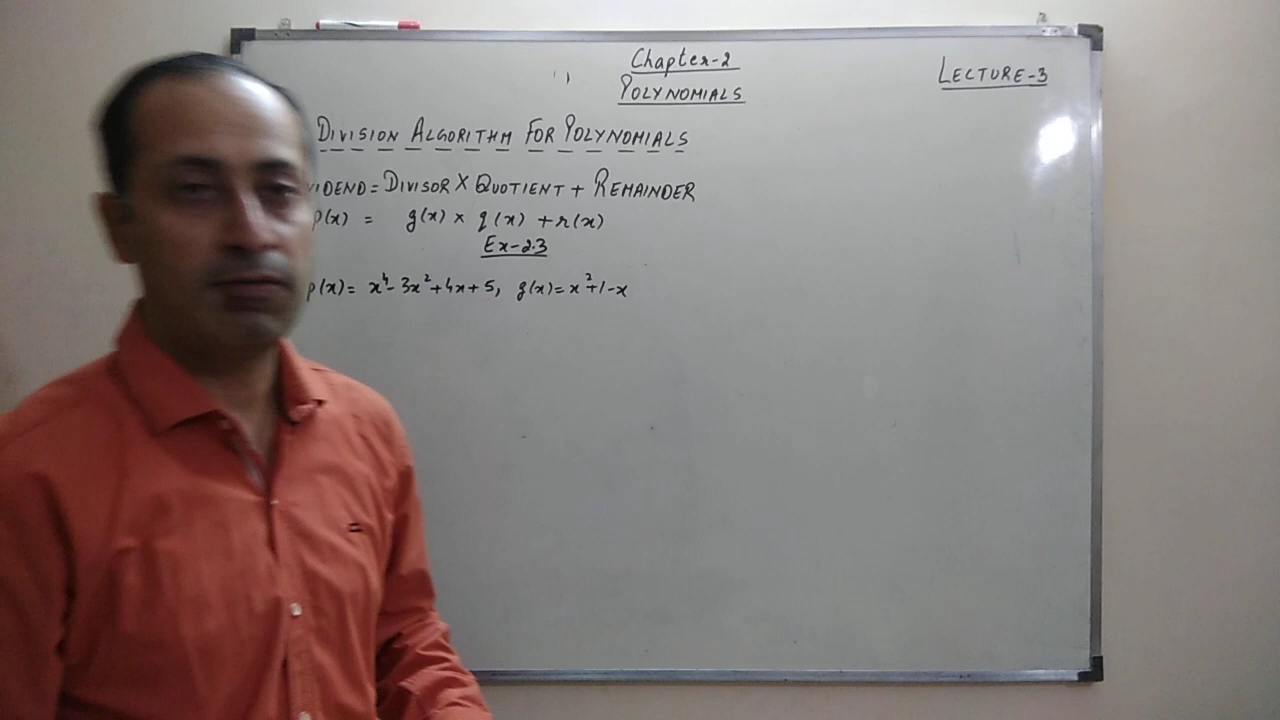 Chapter-2
POLYNOMIALS
LECTURE-3
DIVISION ALGORITHM FOR POLYNOMIALS
VIDEND = DIVISOR X QUOTIENT + REMAINDER
p(x) = g(x) x q(x) + r(x)
Ex-2.3
p(x) = x⁴- 3x²+4x+5, g(x) = x²+1-x